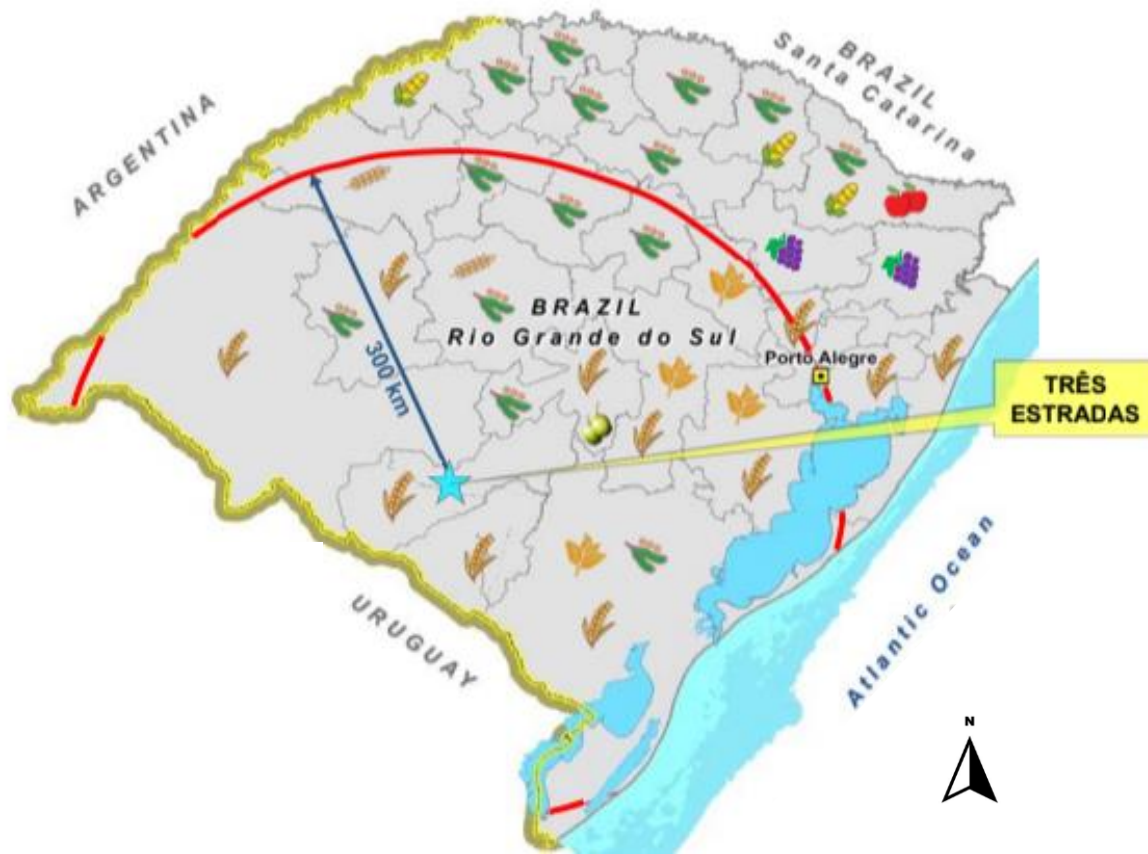 BRAZIL
Santa Catarina
ARGENTINA
BRAZIL
Rio Grande do Sul
300 km
Porto Alegre
TRÊS
ESTRADAS
URUGUAY
Atlantic Ocean
N